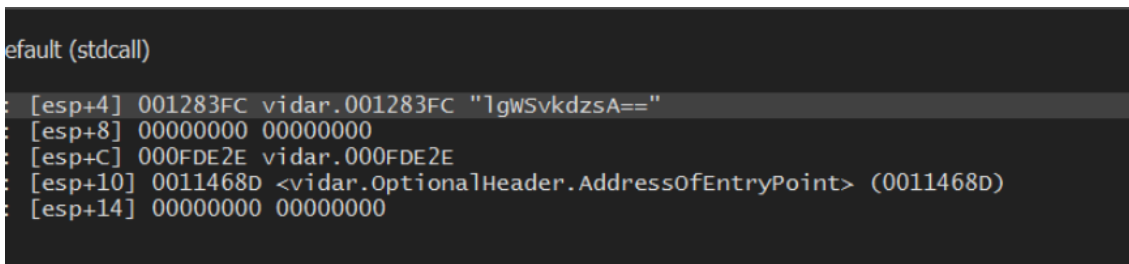 efault (stdcall)
: [esp+4] 001283FC vidar.001283FC "lgWSvkdzsA=="
: [esp+8] 00000000 00000000
: [esp+C] 000FDE2E vidar.000FDE2E
: [esp+10] 0011468D <vidar.OptionalHeader.AddressOfEntryPoint> (0011468D)
: [esp+14] 00000000 00000000